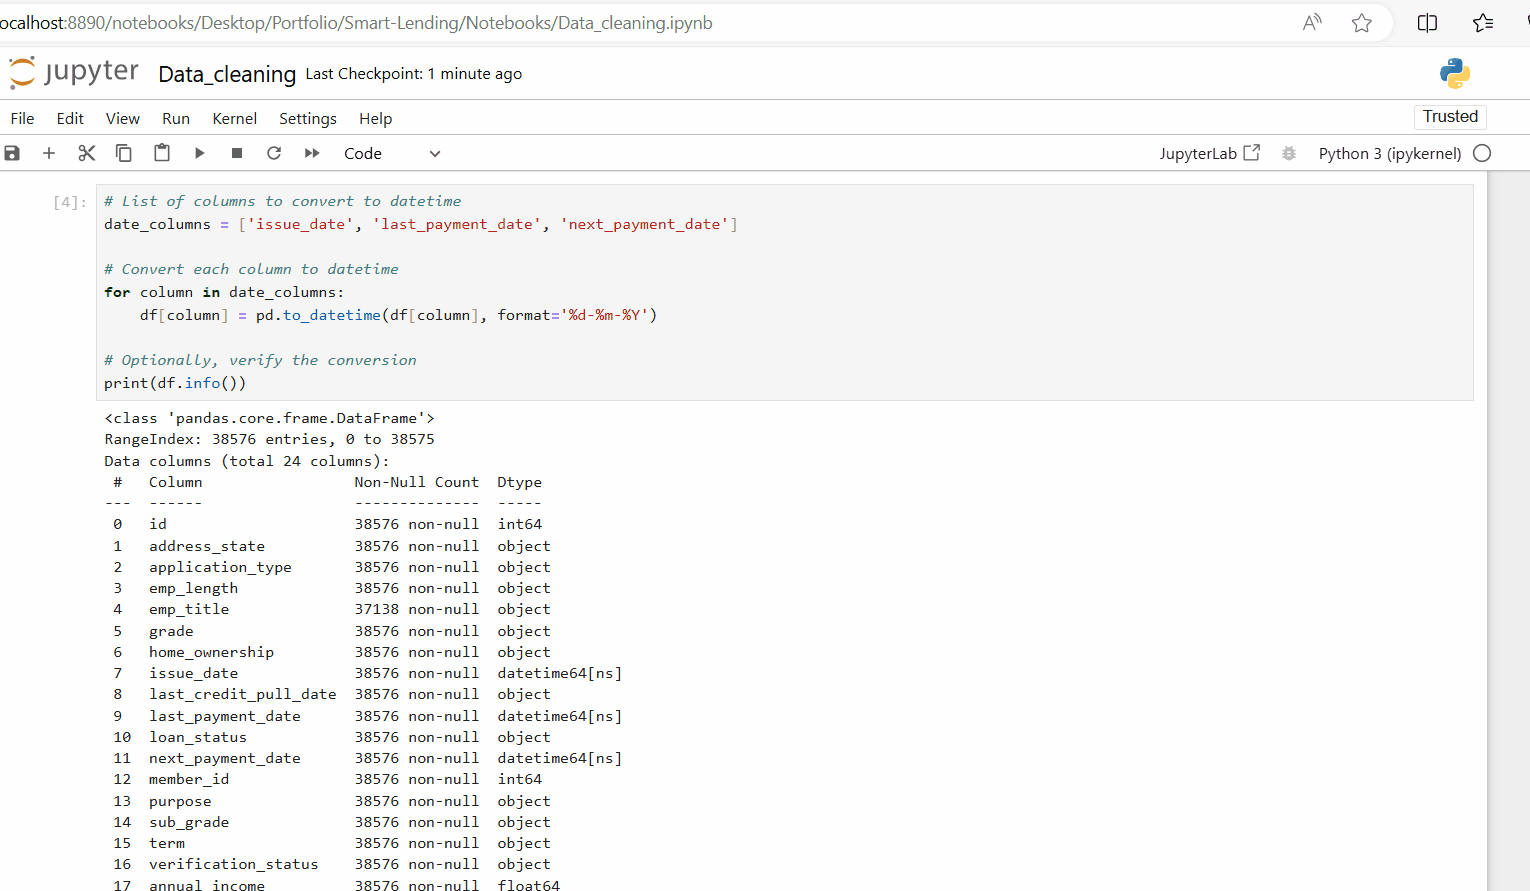 ocalhost:8890/notebooks/Desktop/Portfolio/Smart-Lending/Notebooks/Data_cleaning.ipynb
jupyter Data_cleaning Last Checkpoint: 1 minute ago
File Edit View Run Kernel Settings Help Trusted
Code JupyterLab Python 3 (ipykernel)
[4]: # List of columns to convert to datetime
date_columns = ['issue_date', 'last_payment_date', 'next_payment_date']
# Convert each column to datetime
for column in date_columns:
    df[column] = pd.to_datetime(df[column], format='%d-%m-%Y')
# Optionally, verify the conversion
print(df.info())
<class 'pandas.core.frame.DataFrame'>
RangeIndex: 38576 entries, 0 to 38575
Data columns (total 24 columns):
 #   Column                 Non-Null Count  Dtype
---  ------                 --------------  -----
 0   id                     38576 non-null  int64
 1   address_state          38576 non-null  object
 2   application_type       38576 non-null  object
 3   emp_length             38576 non-null  object
 4   emp_title              37138 non-null  object
 5   grade                  38576 non-null  object
 6   home_ownership         38576 non-null  object
 7   issue_date             38576 non-null  datetime64[ns]
 8   last_credit_pull_date  38576 non-null  object
 9   last_payment_date      38576 non-null  datetime64[ns]
 10  loan_status            38576 non-null  object
 11  next_payment_date      38576 non-null  datetime64[ns]
 12  member_id              38576 non-null  int64
 13  purpose                38576 non-null  object
 14  sub_grade              38576 non-null  object
 15  term                   38576 non-null  object
 16  verification_status    38576 non-null  object
 17  annual_income          38576 non-null  float64